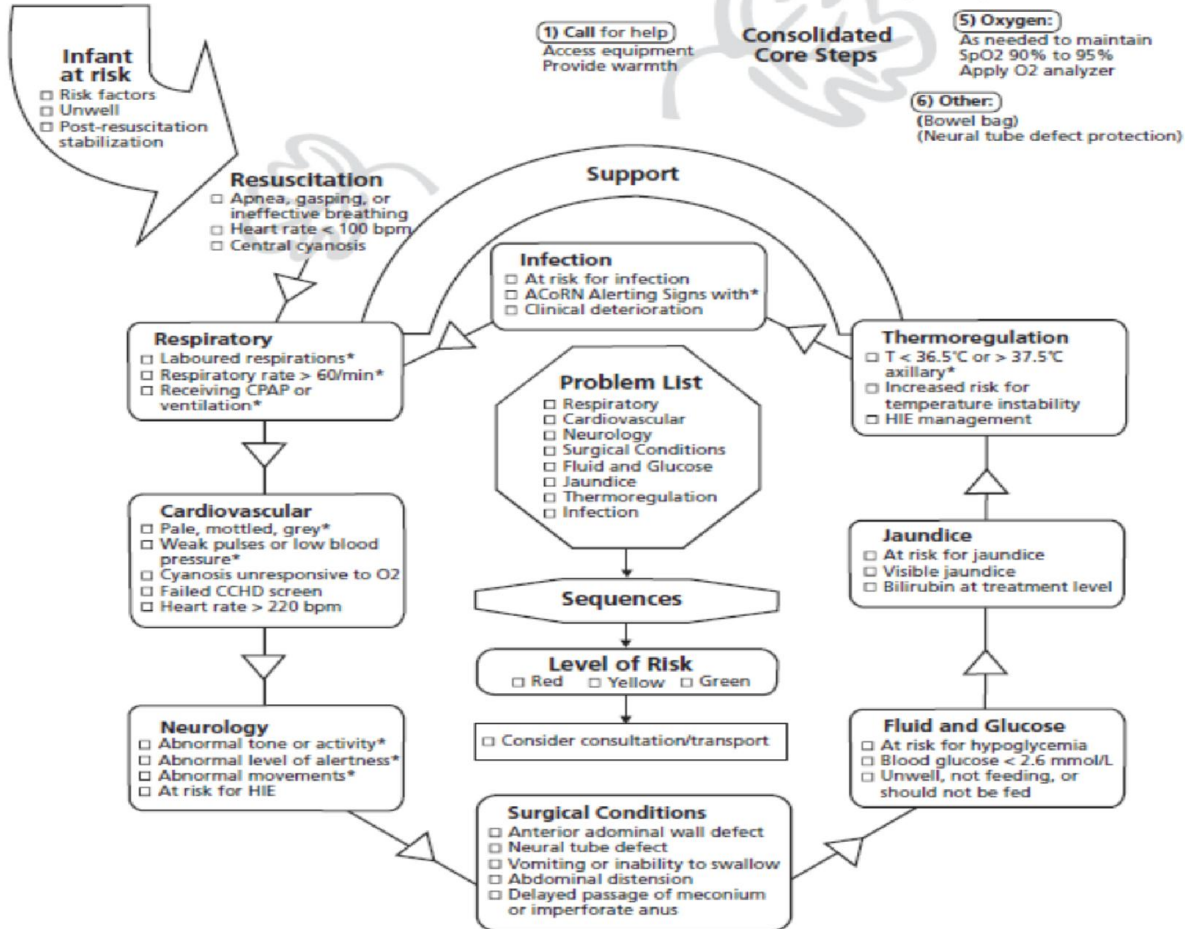 Infant
at risk
☐ Risk factors
☐ Unwell
☐ Post-resuscitation
stabilization
1) Call for help
Access equipment
Provide warmth
Consolidated
Core Steps
5) Oxygen:
As needed to maintain
SpO2 90% to 95%
Apply O2 analyzer
6) Other:
(Bowel bag)
(Neural tube defect protection)
Resuscitation
☐ Apnea, gasping, or
ineffective breathing
☐ Heart rate < 100 bpm
☐ Central cyanosis
Support
Infection
☐ At risk for infection
☐ ACoRN Alerting Signs with*
☐ Clinical deterioration
Respiratory
☐ Laboured respirations*
☐ Respiratory rate > 60/min*
☐ Receiving CPAP or
ventilation*
Cardiovascular
☐ Pale, mottled, grey*
☐ Weak pulses or low blood
pressure*
☐ Cyanosis unresponsive to O2
☐ Failed CCHD screen
☐ Heart rate > 220 bpm
Neurology
☐ Abnormal tone or activity*
☐ Abnormal level of alertness*
☐ Abnormal movements*
☐ At risk for HIE
Surgical Conditions
☐ Anterior adominal wall defect
☐ Neural tube defect
☐ Vomiting or inability to swallow
☐ Abdominal distension
☐ Delayed passage of meconium
or imperforate anus
Fluid and Glucose
☐ At risk for hypoglycemia
☐ Blood glucose < 2.6 mmol/L
☐ Unwell, not feeding, or
should not be fed
Jaundice
☐ At risk for jaundice
☐ Visible jaundice
☐ Bilirubin at treatment level
Thermoregulation
☐ T < 36.5°C or > 37.5°C
axillary*
☐ Increased risk for
temperature instability
☐ HIE management
Problem List
☐ Respiratory
☐ Cardiovascular
☐ Neurology
☐ Surgical Conditions
☐ Fluid and Glucose
☐ Jaundice
☐ Thermoregulation
☐ Infection
Sequences
Level of Risk
☐ Red ☐ Yellow ☐ Green
☐ Consider consultation/transport